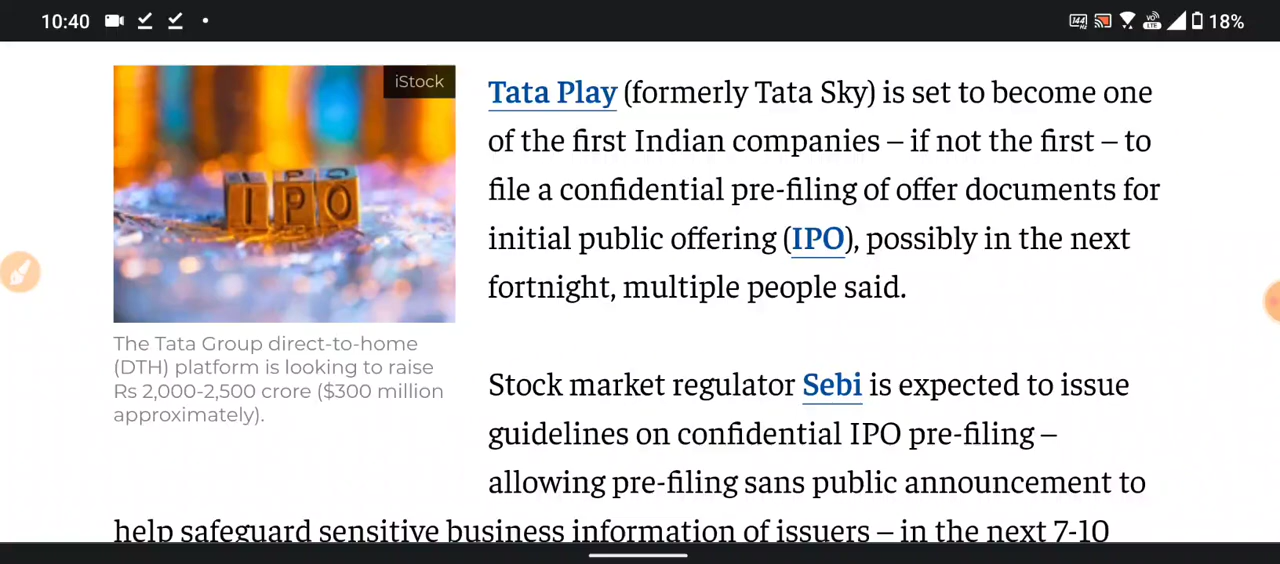 10:40
144
Hz
VO
LTE
18%
iStock
IPO
The Tata Group direct-to-home
(DTH) platform is looking to raise
Rs 2,000-2,500 crore ($300 million
approximately).
Tata Play (formerly Tata Sky) is set to become one
of the first Indian companies – if not the first – to
file a confidential pre-filing of offer documents for
initial public offering (IPO), possibly in the next
fortnight, multiple people said.
Stock market regulator Sebi is expected to issue
guidelines on confidential IPO pre-filing –
allowing pre-filing sans public announcement to
help safeguard sensitive business information of issuers – in the next 7-10